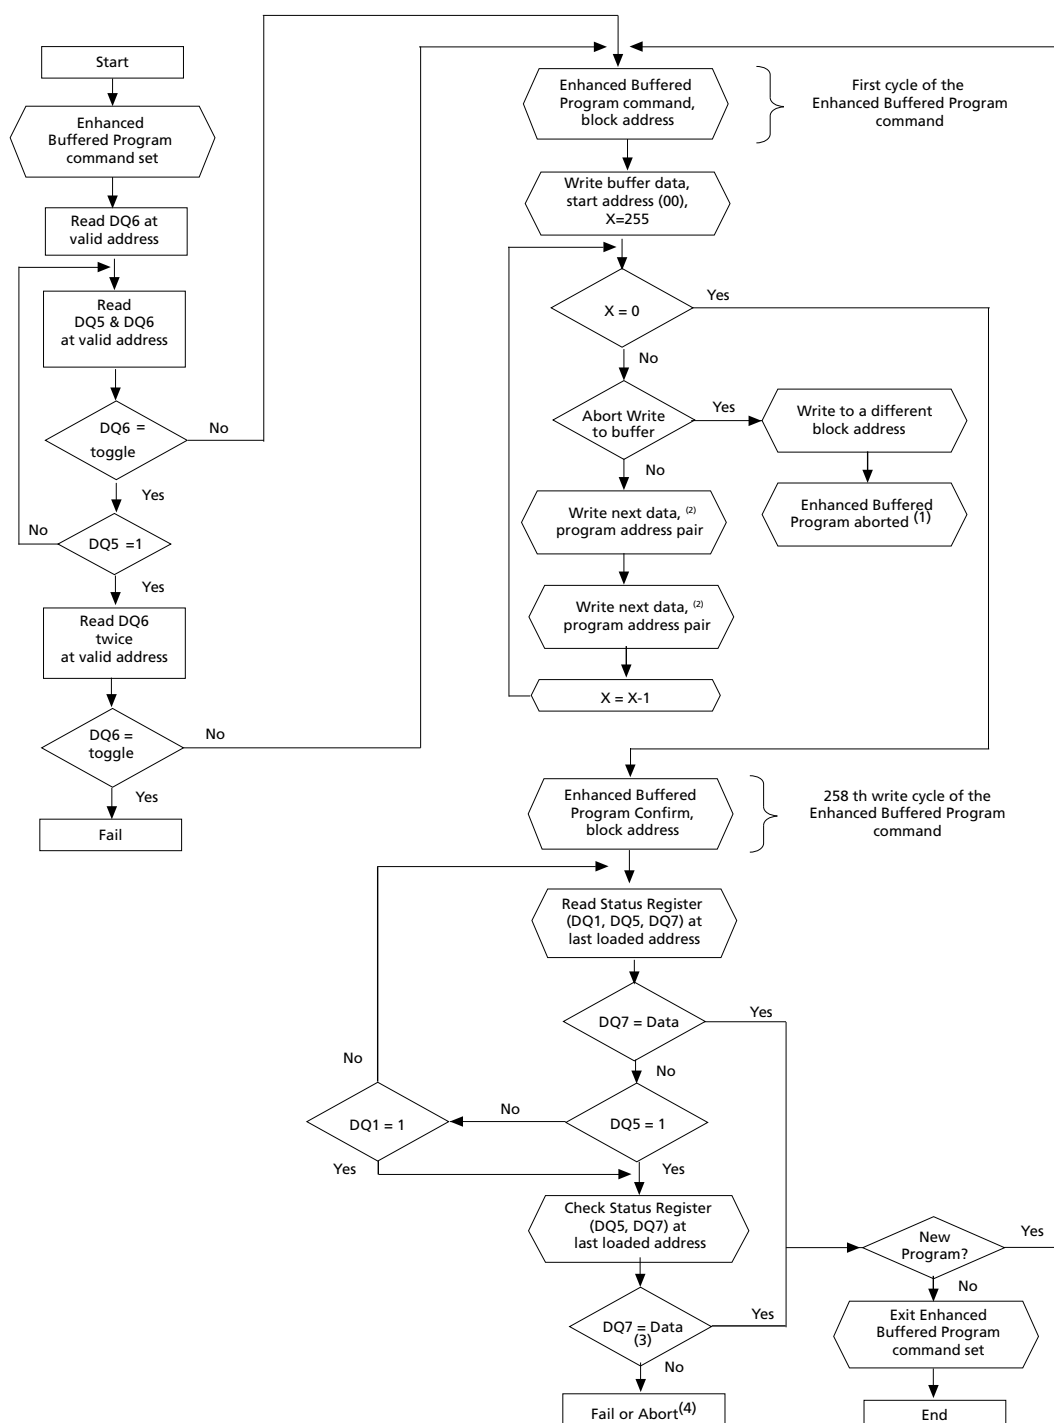 Start
Enhanced
Buffered Program
command set
Read DQ6 at
valid address
Read
DQ5 & DQ6
at valid address
DQ6 =
toggle
No
Yes
No
DQ5 =1
Yes
Read DQ6
twice
at valid address
DQ6 =
toggle
No
Yes
Fail
Enhanced Buffered
Program command,
block address
First cycle of the
Enhanced Buffered Program
command
Write buffer data,
start address (00),
X=255
X = 0
Yes
No
Abort Write
to buffer
Yes
Write to a different
block address
No
Enhanced Buffered
Program aborted (1)
Write next data, (2)
program address pair
Write next data, (2)
program address pair
X = X-1
Enhanced Buffered
Program Confirm,
block address
258 th write cycle of the
Enhanced Buffered Program
command
Read Status Register
(DQ1, DQ5, DQ7) at
last loaded address
DQ7 = Data
Yes
No
No
DQ1 = 1
No
DQ5 = 1
Yes
Yes
Check Status Register
(DQ5, DQ7) at
last loaded address
New
Program?
Yes
No
DQ7 = Data
(3)
Yes
No
Exit Enhanced
Buffered Program
command set
Fail or Abort(4)
End